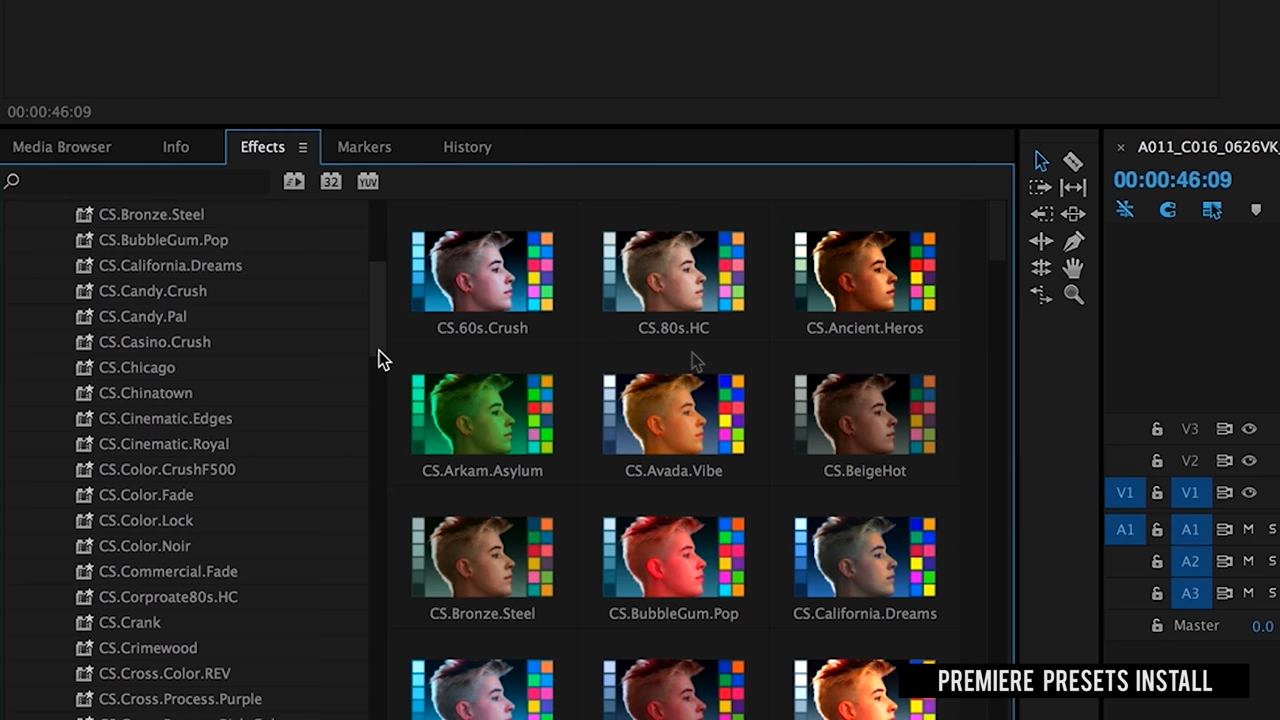 00:00:46:09
Media Browser
Info
Effects
Markers
History
32
YUV
CS.Bronze.Steel
CS.BubbleGum.Pop
CS.California.Dreams
CS.Candy.Crush
CS.Candy.Pal
CS.Casino.Crush
CS.Chicago
CS.Chinatown
CS.Cinematic.Edges
CS.Cinematic.Royal
CS.Color.CrushF500
CS.Color.Fade
CS.Color.Lock
CS.Color.Noir
CS.Commercial.Fade
CS.Corproate80s.HC
CS.Crank
CS.Crimewood
CS.Cross.Color.REV
CS.Cross.Process.Purple
CS.60s.Crush
CS.80s.HC
CS.Ancient.Heros
CS.Arkam.Asylum
CS.Avada.Vibe
CS.BeigeHot
CS.Bronze.Steel
CS.BubbleGum.Pop
CS.California.Dreams
× A011_C016_0626VK_
00:00:46:09
V3
V2
V1 V1
A1 A1 M S
A2 M S
A3 M S
Master 0.0
PREMIERE PRESETS INSTALL